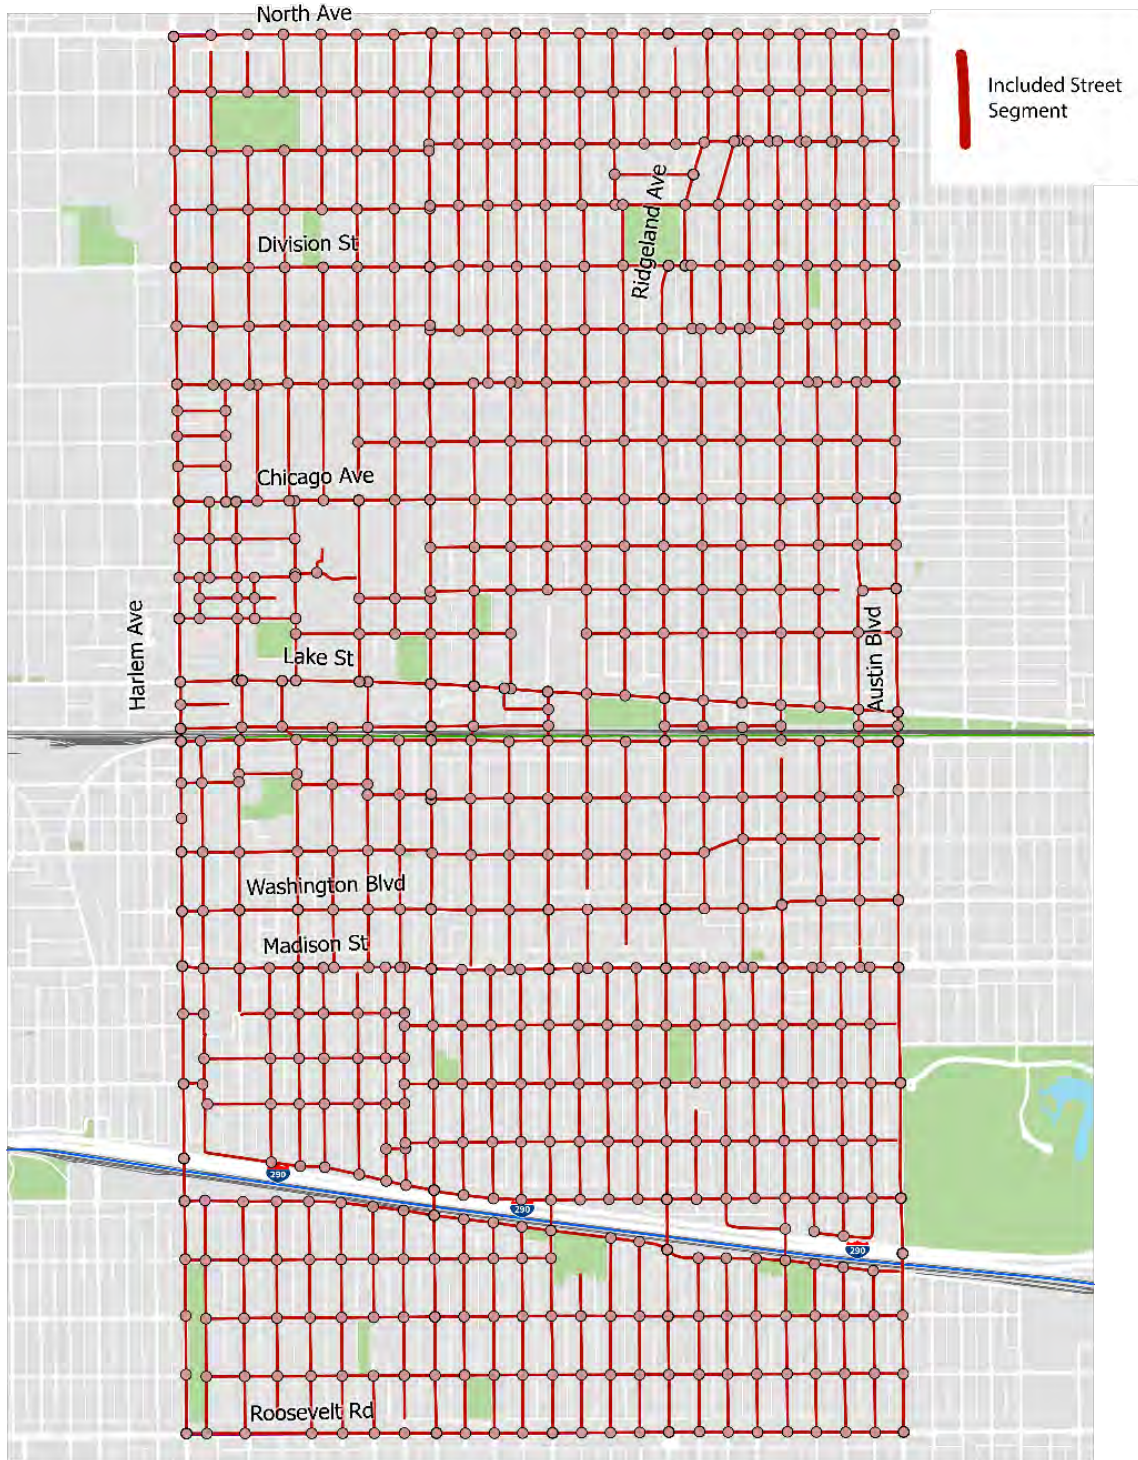 North Ave
Included Street
Segment
Ridgeland Ave
Division St
Chicago Ave
Harlem Ave
Lake St
Austin Blvd
Washington Blvd
Madison St
290
290
290
Roosevelt Rd